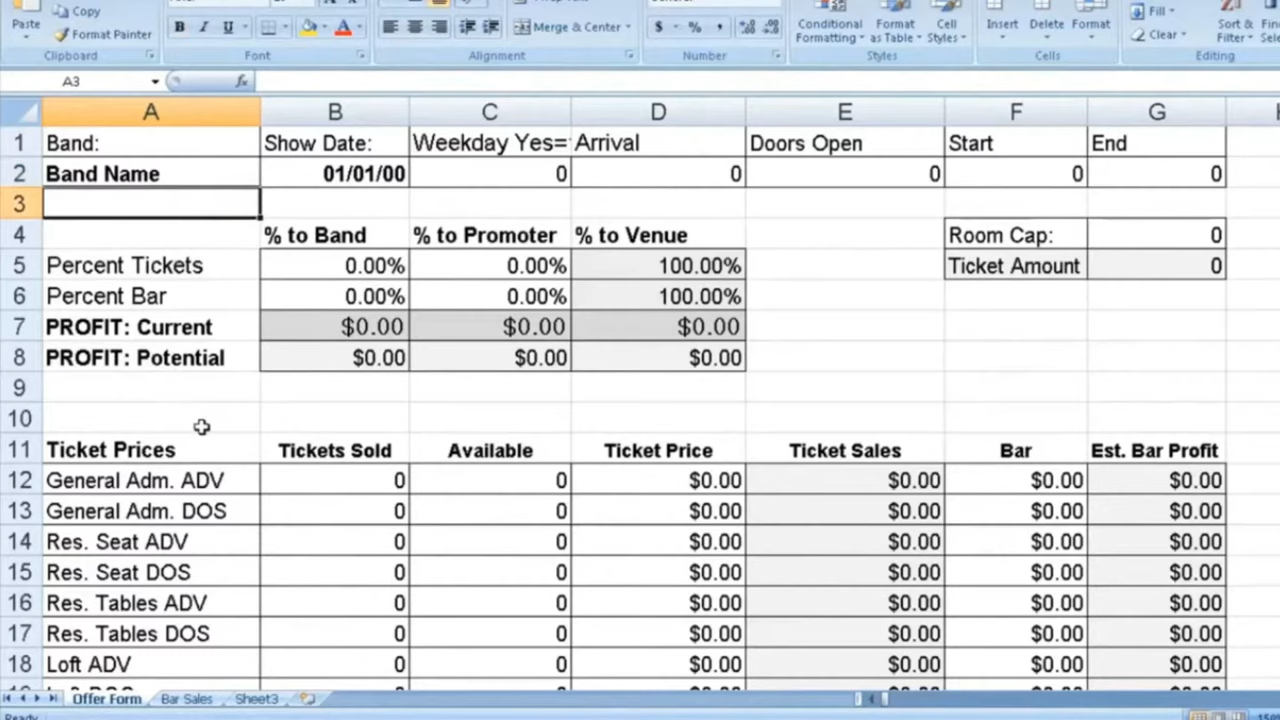 Copy
Paste
Format Painter
B I U
Merge & Center
$ % ,
Conditional Formatting
Format as Table
Cell Styles
Insert Delete Format
Fill
Clear
Sort & Filter
Clipboard Font Alignment Number Styles Cells Editing
A3 fx
A B C D E F G
1 Band: Show Date: Weekday Yes= Arrival Doors Open Start End
2 Band Name 01/01/00 0 0 0 0 0
3
4 % to Band % to Promoter % to Venue Room Cap: 0
5 Percent Tickets 0.00% 0.00% 100.00% Ticket Amount 0
6 Percent Bar 0.00% 0.00% 100.00%
7 PROFIT: Current $0.00 $0.00 $0.00
8 PROFIT: Potential $0.00 $0.00 $0.00
9
10
11 Ticket Prices Tickets Sold Available Ticket Price Ticket Sales Bar Est. Bar Profit
12 General Adm. ADV 0 0 $0.00 $0.00 $0.00 $0.00
13 General Adm. DOS 0 0 $0.00 $0.00 $0.00 $0.00
14 Res. Seat ADV 0 0 $0.00 $0.00 $0.00 $0.00
15 Res. Seat DOS 0 0 $0.00 $0.00 $0.00 $0.00
16 Res. Tables ADV 0 0 $0.00 $0.00 $0.00 $0.00
17 Res. Tables DOS 0 0 $0.00 $0.00 $0.00 $0.00
18 Loft ADV 0 0 $0.00 $0.00 $0.00 $0.00
Offer Form Bar Sales Sheet3
Ready